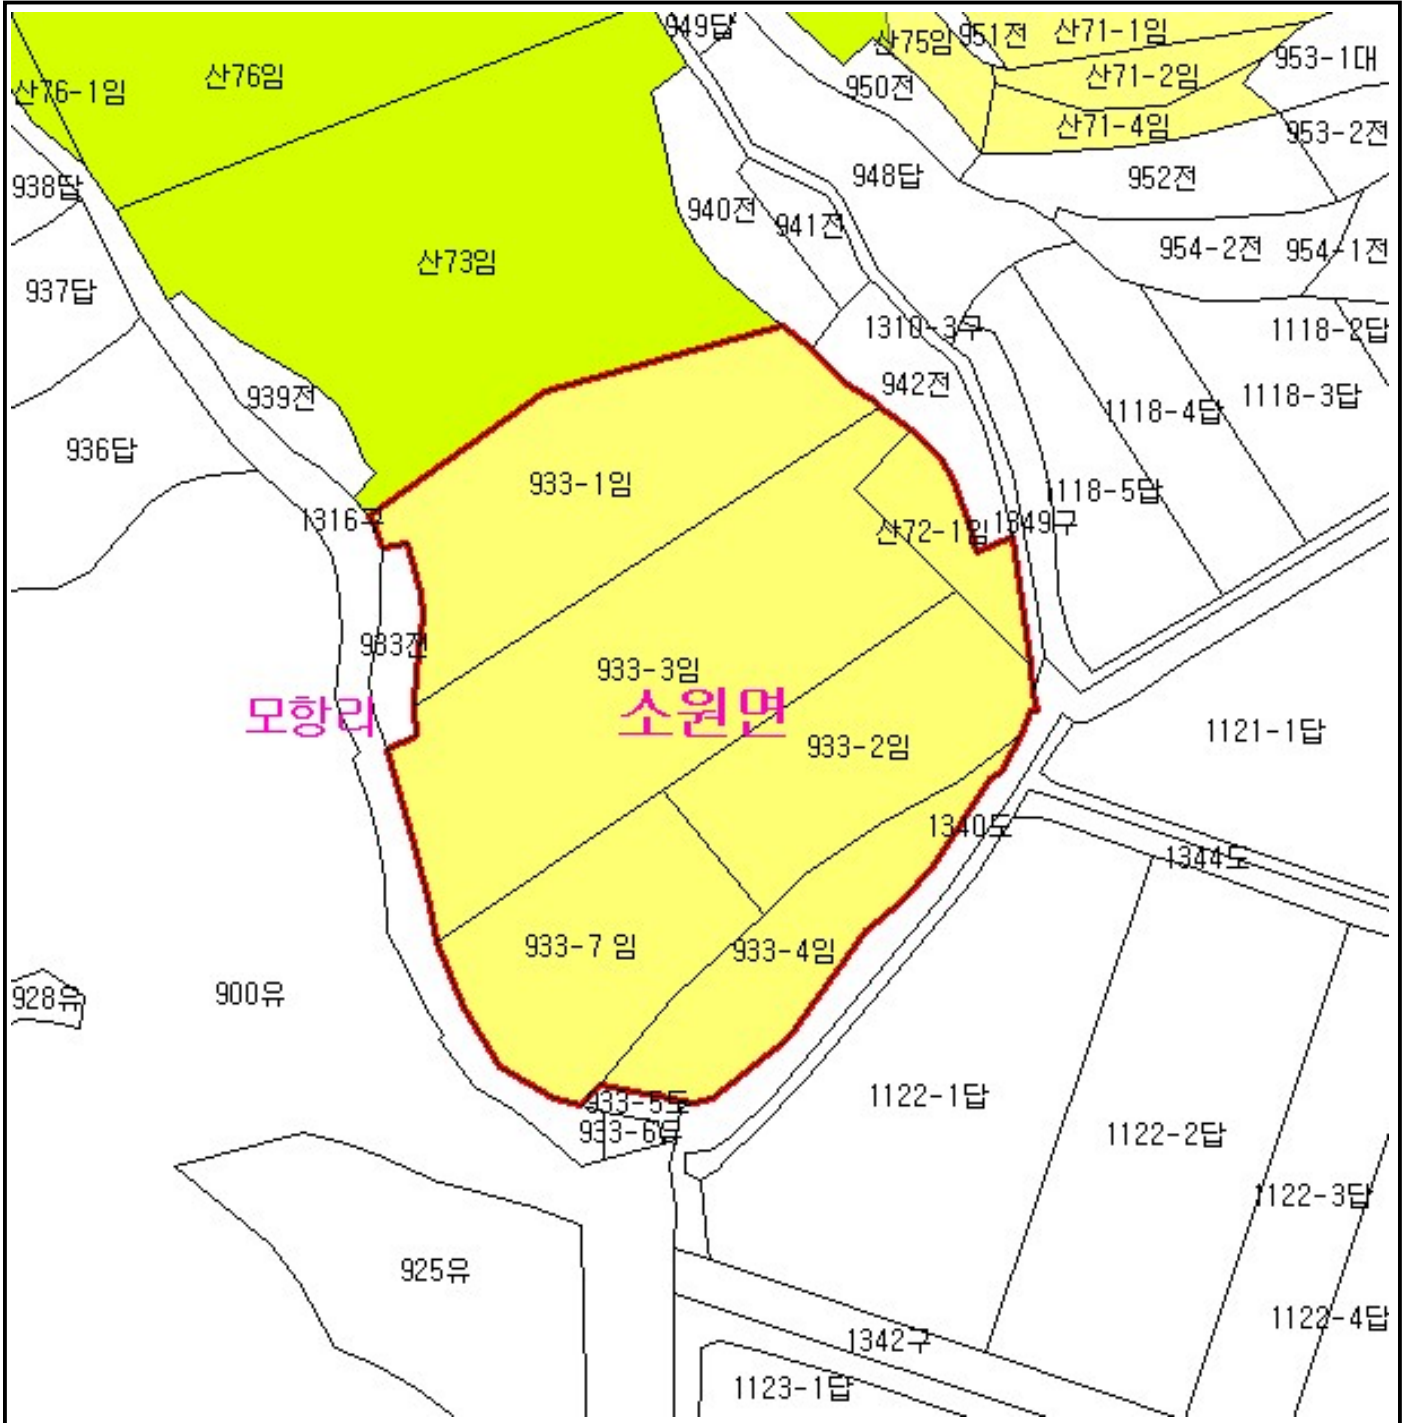 949답
산75임
951전
산71-1임
953-1대
산76-1임
산76임
950전
산71-2임
산71-4임
953-2전
938답
948답
952전
940전
941전
954-2전
954-1전
937답
산73임
1310-3구
1118-2답
939전
942전
1118-4답
1118-3답
936답
933-1임
1118-5답
1316구
산72-1임
1349구
933전
933-3임
모항리
소원면
933-2임
1121-1답
1340도
1344도
933-7 임
933-4임
928유
900유
933-5도
1122-1답
933-6유
1122-2답
1122-3답
925유
1122-4답
1342구
1123-1답